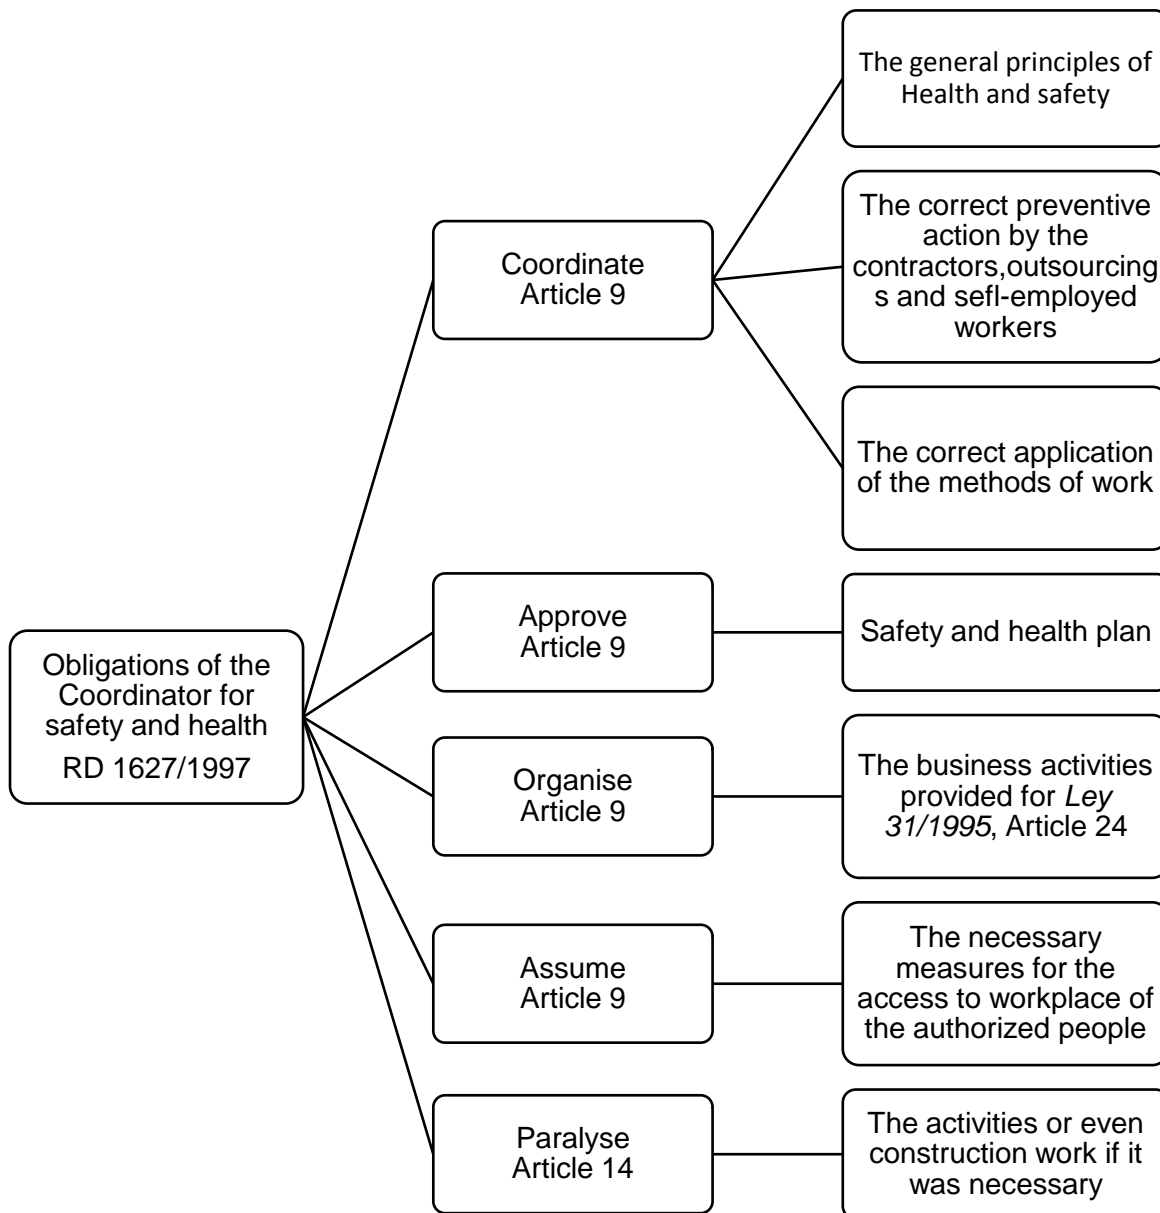 Obligations of the
Coordinator for
safety and health
RD 1627/1997
Coordinate
Article 9
The general principles of
Health and safety
The correct preventive
action by the
contractors,outsourcing
s and sefl-employed
workers
The correct application
of the methods of work
Approve
Article 9
Safety and health plan
Organise
Article 9
The business activities
provided for Ley
31/1995, Article 24
Assume
Article 9
The necessary
measures for the
access to workplace of
the authorized people
Paralyse
Article 14
The activities or even
construction work if it
was necessary